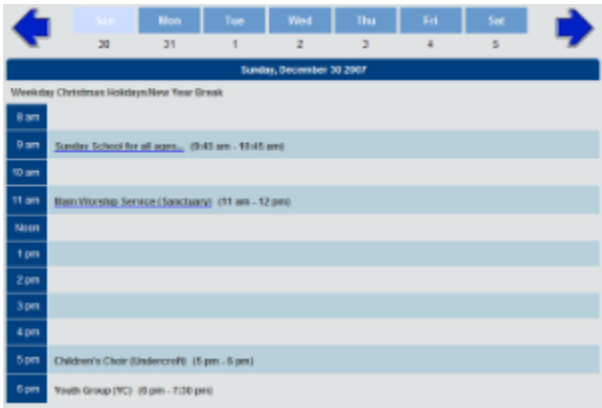 Sun Mon Tue Wed Thu Fri Sat
30 31 1 2 3 4 5
Sunday, December 30 2007
Weekday Christmas Holidays/New Year Break
8 am
9 am Sunday School for all ages... (9:45 am - 10:45 am)
10 am
11 am Main Worship Service (Sanctuary) (11 am - 12 pm)
Noon
1 pm
2 pm
3 pm
4 pm
5 pm Children's Choir (Undercroft) (5 pm - 6 pm)
6 pm Youth Group (YC) (6 pm - 7:30 pm)